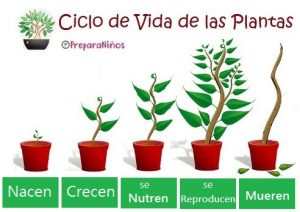 Ciclo de Vida de las Plantas
©PreparaNiños
Nacen
Crecen
se
Nutren
se
Reproducen
Mueren